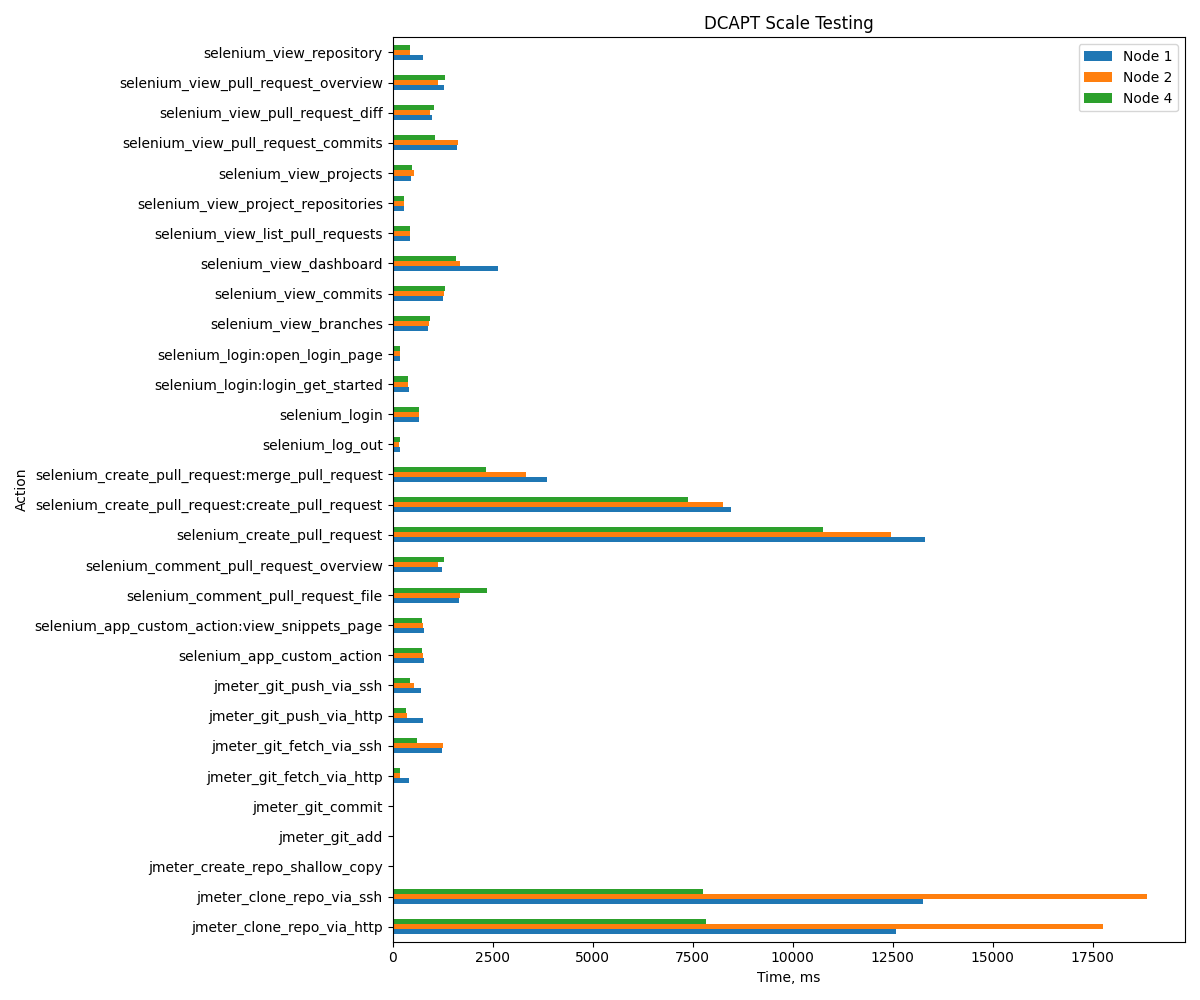 DCAPT Scale Testing
Node 1
Node 2
Node 4
selenium_view_repository
selenium_view_pull_request_overview
selenium_view_pull_request_diff
selenium_view_pull_request_commits
selenium_view_projects
selenium_view_project_repositories
selenium_view_list_pull_requests
selenium_view_dashboard
selenium_view_commits
selenium_view_branches
selenium_login:open_login_page
selenium_login:login_get_started
selenium_login
selenium_log_out
selenium_create_pull_request:merge_pull_request
selenium_create_pull_request:create_pull_request
selenium_create_pull_request
selenium_comment_pull_request_overview
selenium_comment_pull_request_file
selenium_app_custom_action:view_snippets_page
selenium_app_custom_action
jmeter_git_push_via_ssh
jmeter_git_push_via_http
jmeter_git_fetch_via_ssh
jmeter_git_fetch_via_http
jmeter_git_commit
jmeter_git_add
jmeter_create_repo_shallow_copy
jmeter_clone_repo_via_ssh
jmeter_clone_repo_via_http
Action
0 2500 5000 7500 10000 12500 15000 17500
Time, ms